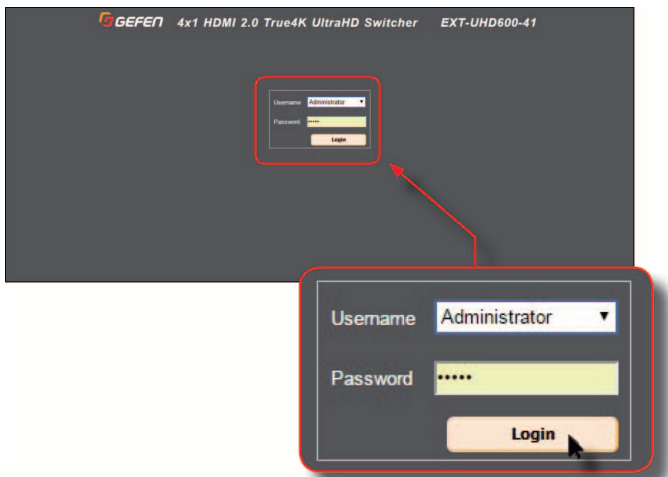 GEFEN 4x1 HDMI 2.0 True4K UltraHD Switcher EXT-UHD600-41
Username Administrator
Password •••••
Login
Username Administrator
Password •••••
Login